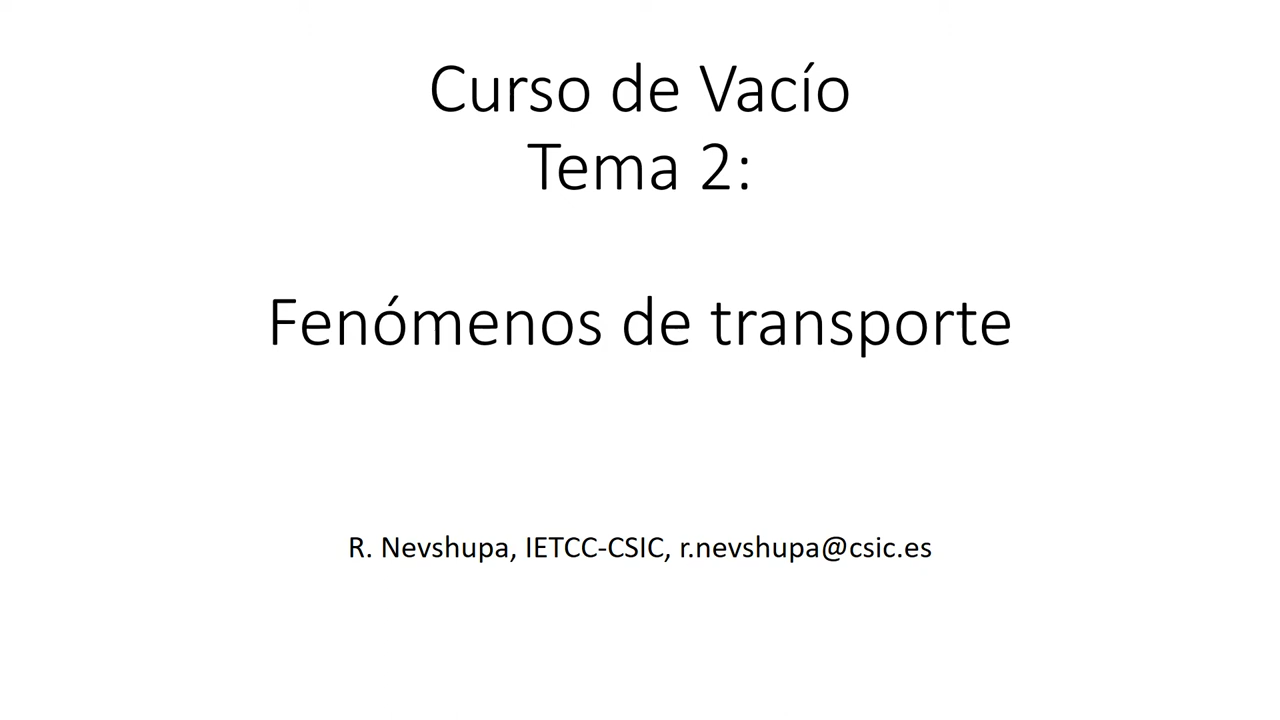 Curso de Vacío
Tema 2:
Fenómenos de transporte
R. Nevshupa, IETCC-CSIC, r.nevshupa@csic.es